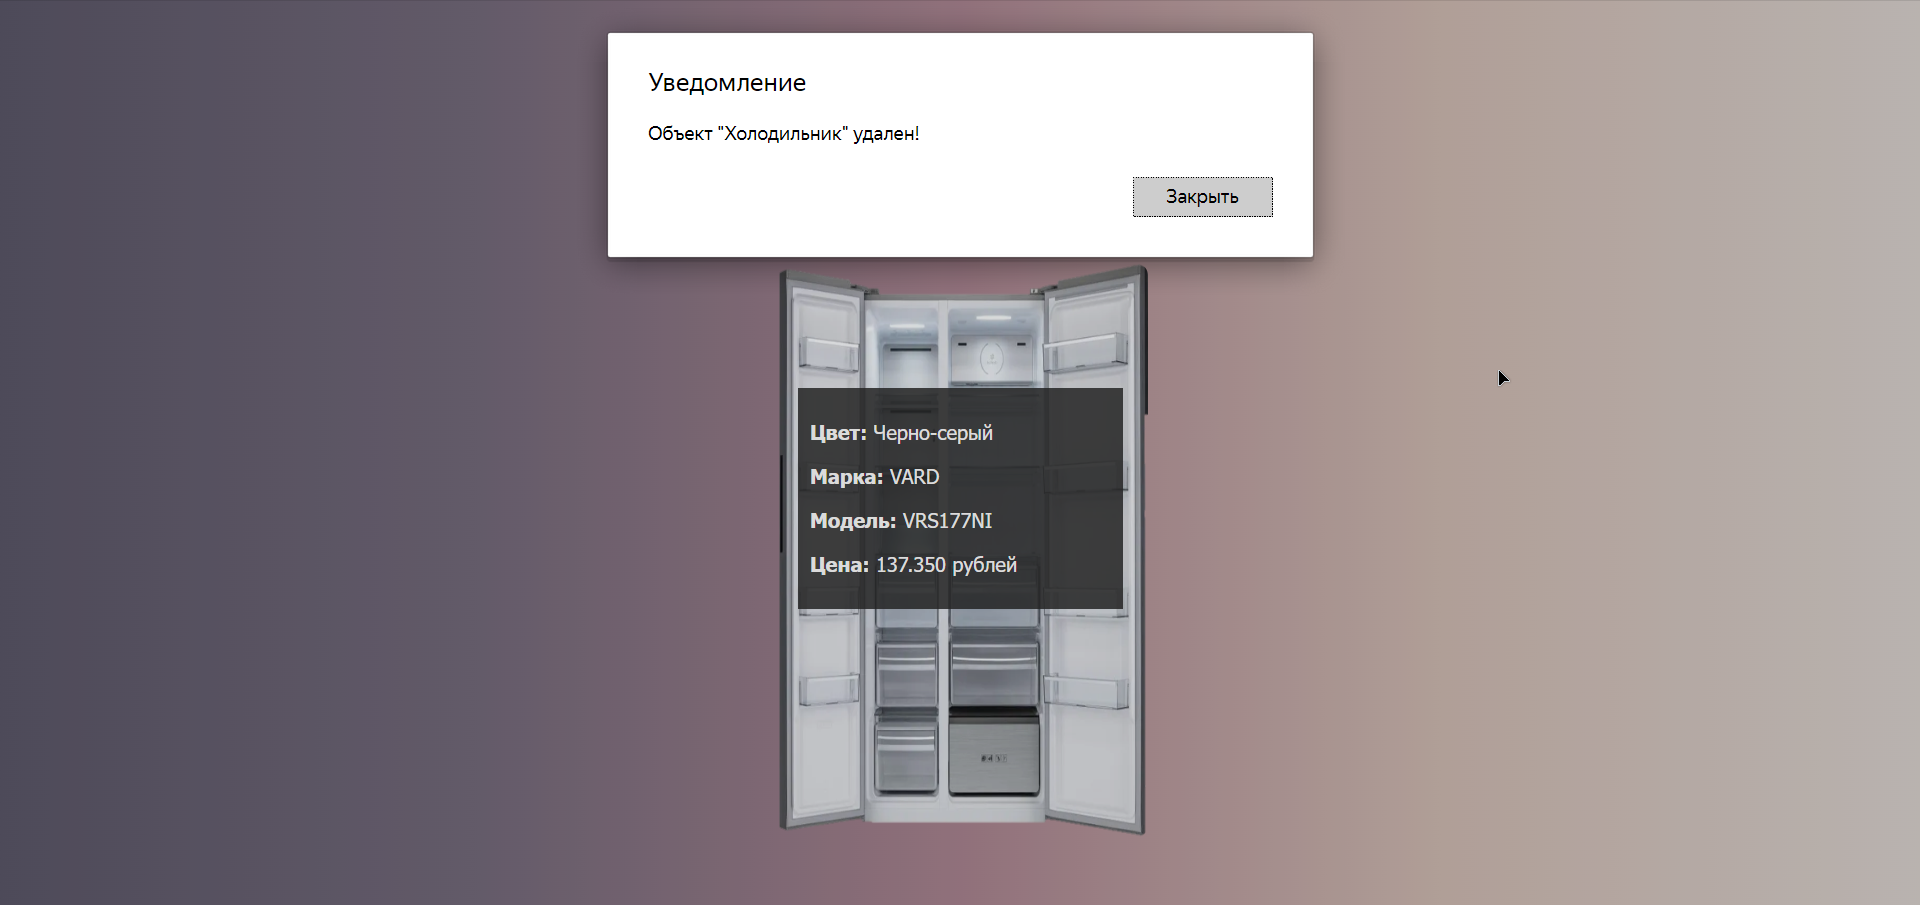 Уведомление
Объект "Холодильник" удален!
Закрыть
Цвет: Черно-серый
Марка: VARD
Модель: VRS177NI
Цена: 137.350 рублей